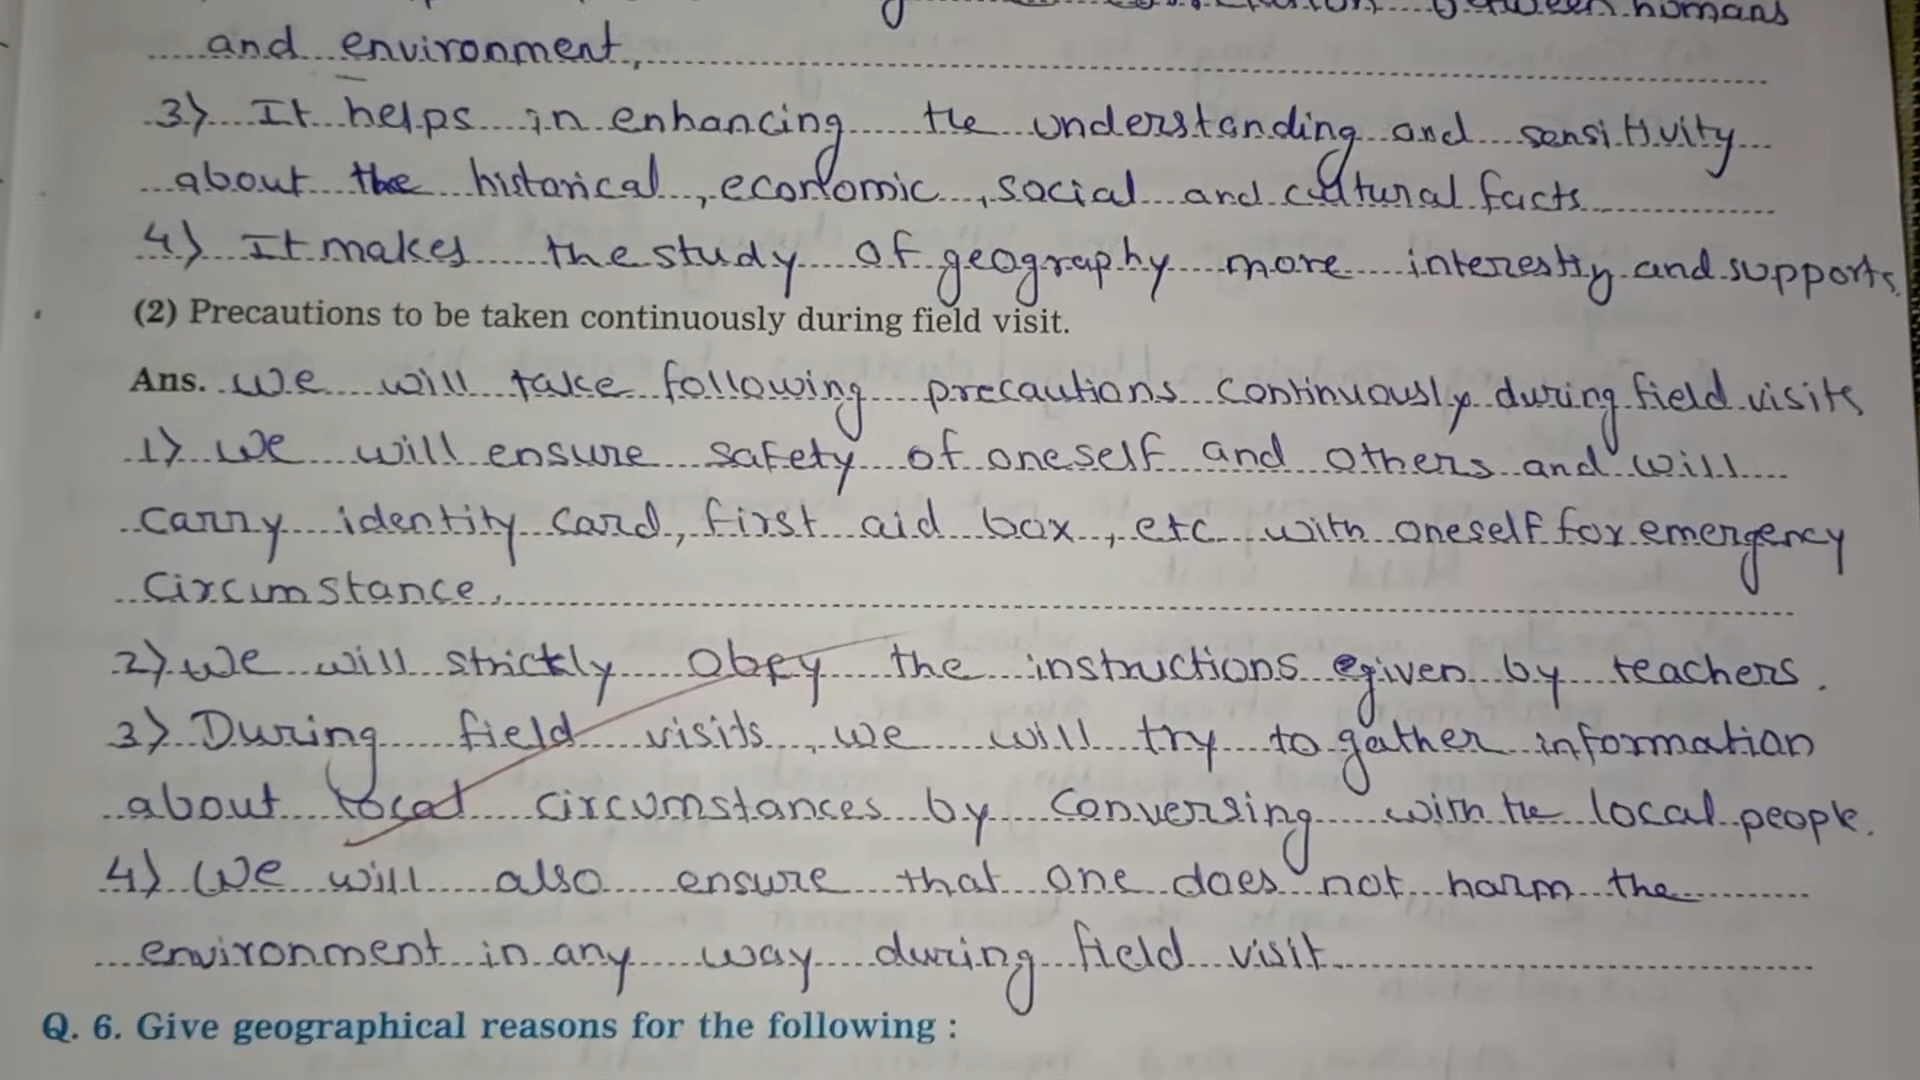 between humans
and environment,
3) It helps in enhancing the understanding and sensitivity
about the historical, economic, social and cultural facts
4) It makes the study of geography more interesty and supports
(2) Precautions to be taken continuously during field visit.
Ans. We will take following precautions continuously during field visits
1) We will ensure safety of oneself and others and will
carry identity card, first aid box, etc with oneself for emergency
circumstance.
2) We will strictly obey the instructions given by teachers.
3) During field visits, we will try to gather information
about local circumstances by conversing with the local people.
4) We will also ensure that one does not harm the
environment in any way during field visit
Q. 6. Give geographical reasons for the following :